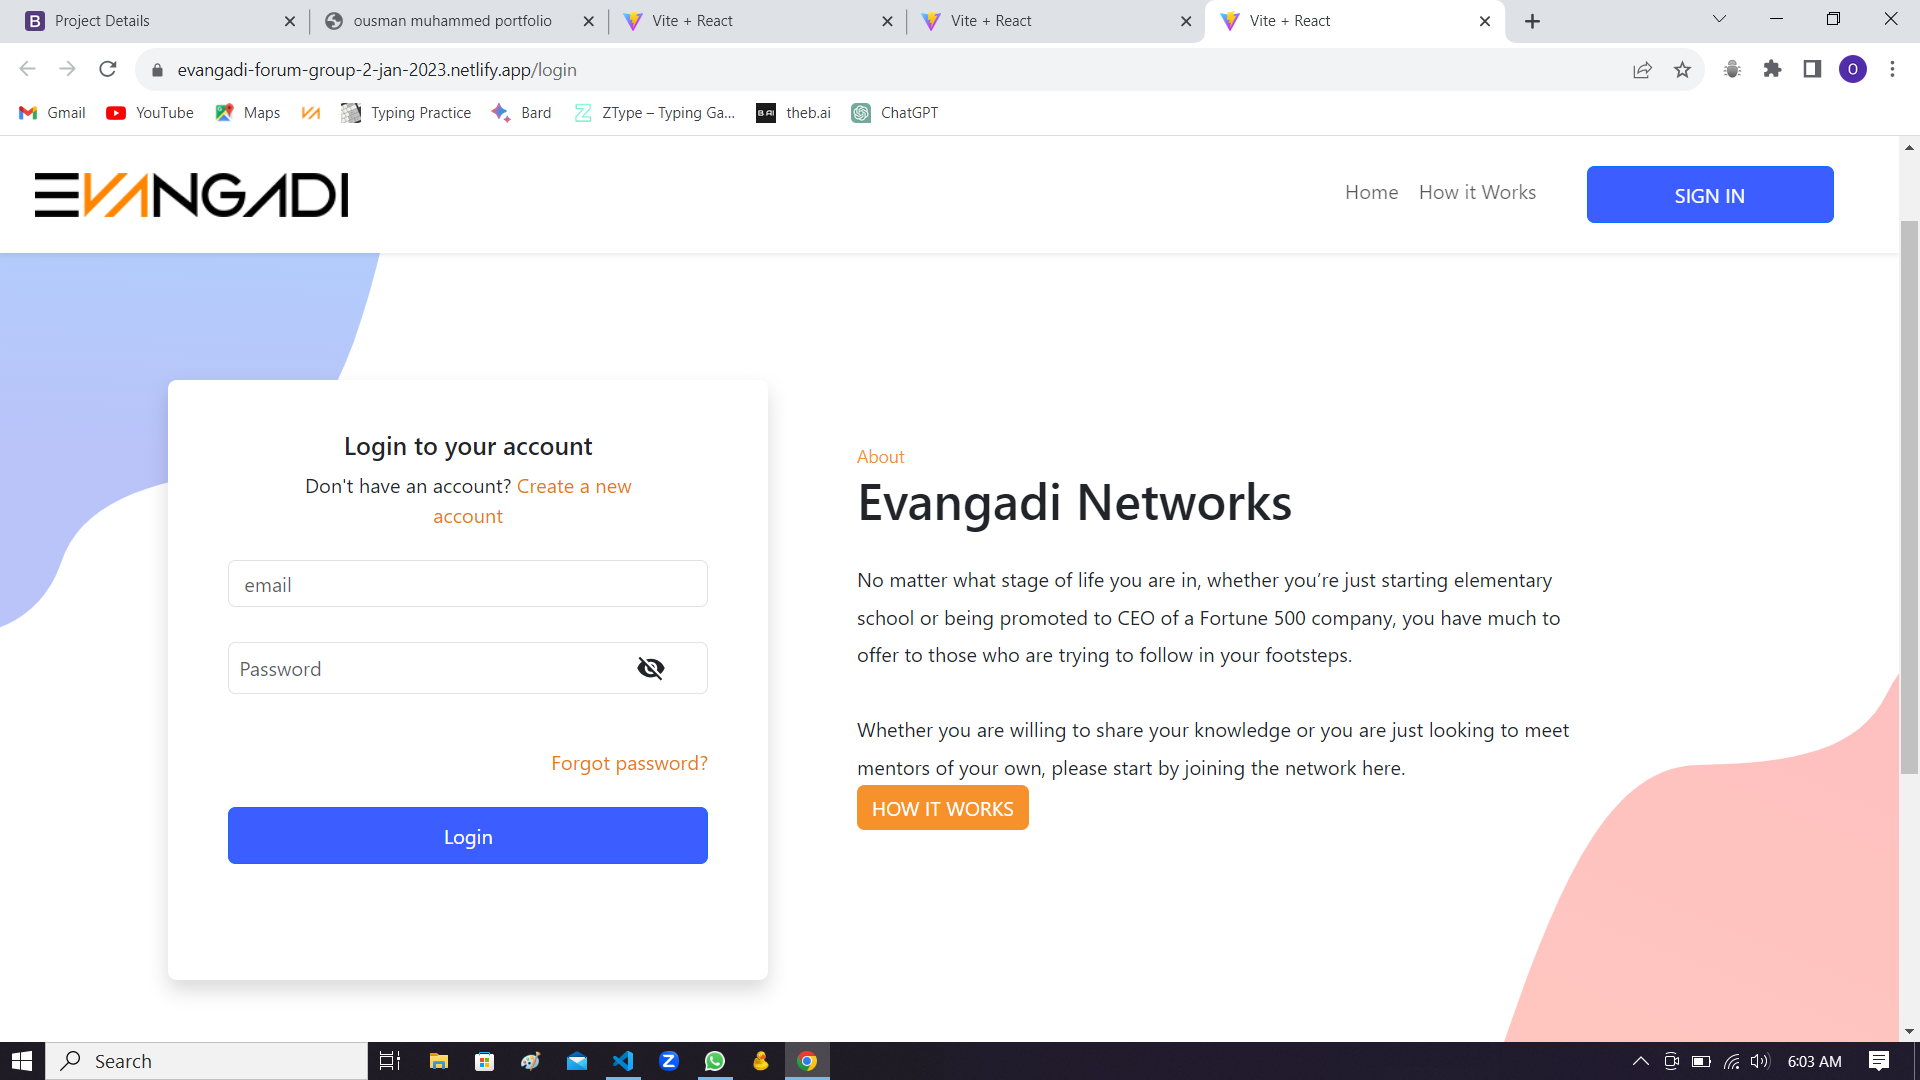 Project Details
ousman muhammed portfolio
Vite + React
Vite + React
Vite + React
evangadi-forum-group-2-jan-2023.netlify.app/login
O
Gmail
YouTube
Maps
Typing Practice
Bard
ZType – Typing Ga...
B AI
theb.ai
ChatGPT
EVANGADI
Home
How it Works
SIGN IN
Login to your account
Don't have an account? Create a new
account
email
Password
Forgot password?
Login
About
Evangadi Networks
No matter what stage of life you are in, whether you’re just starting elementary
school or being promoted to CEO of a Fortune 500 company, you have much to
offer to those who are trying to follow in your footsteps.
Whether you are willing to share your knowledge or you are just looking to meet
mentors of your own, please start by joining the network here.
HOW IT WORKS
Search
6:03 AM